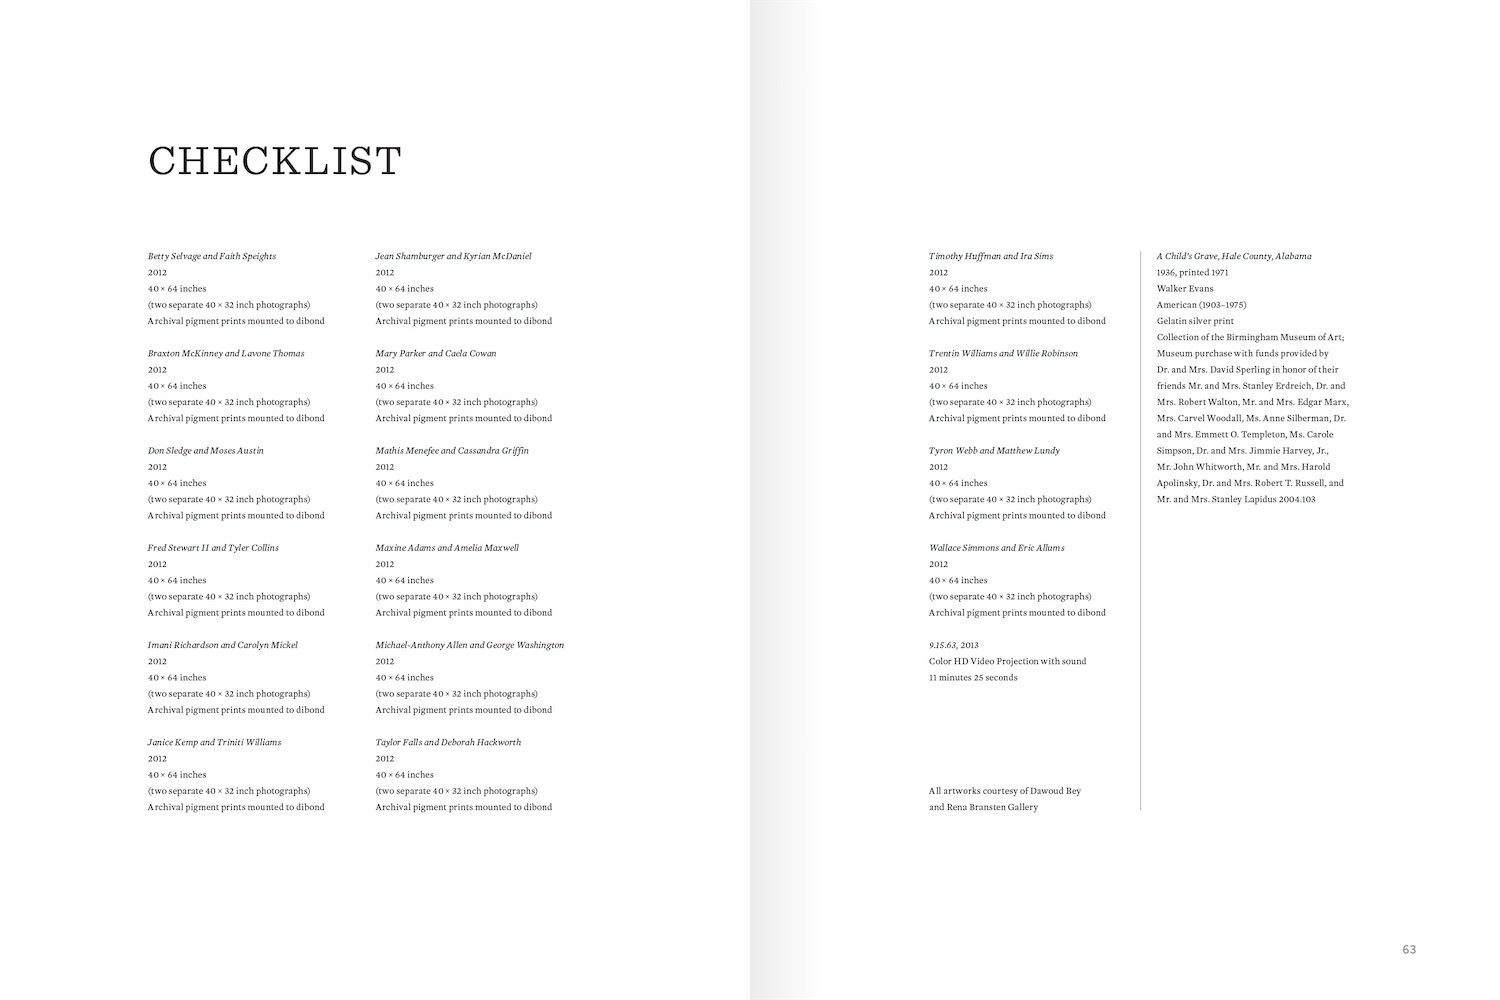 CHECKLIST
Betty Selvage and Faith Speights
2012
40 × 64 inches
(two separate 40 × 32 inch photographs)
Archival pigment prints mounted to dibond
Braxton McKinney and Lavone Thomas
2012
40 × 64 inches
(two separate 40 × 32 inch photographs)
Archival pigment prints mounted to dibond
Don Sledge and Moses Austin
2012
40 × 64 inches
(two separate 40 × 32 inch photographs)
Archival pigment prints mounted to dibond
Fred Stewart II and Tyler Collins
2012
40 × 64 inches
(two separate 40 × 32 inch photographs)
Archival pigment prints mounted to dibond
Imani Richardson and Carolyn Mickel
2012
40 × 64 inches
(two separate 40 × 32 inch photographs)
Archival pigment prints mounted to dibond
Janice Kemp and Triniti Williams
2012
40 × 64 inches
(two separate 40 × 32 inch photographs)
Archival pigment prints mounted to dibond
Jean Shamburger and Kyrian McDaniel
2012
40 × 64 inches
(two separate 40 × 32 inch photographs)
Archival pigment prints mounted to dibond
Mary Parker and Caela Cowan
2012
40 × 64 inches
(two separate 40 × 32 inch photographs)
Archival pigment prints mounted to dibond
Mathis Menefee and Cassandra Griffin
2012
40 × 64 inches
(two separate 40 × 32 inch photographs)
Archival pigment prints mounted to dibond
Maxine Adams and Amelia Maxwell
2012
40 × 64 inches
(two separate 40 × 32 inch photographs)
Archival pigment prints mounted to dibond
Michael-Anthony Allen and George Washington
2012
40 × 64 inches
(two separate 40 × 32 inch photographs)
Archival pigment prints mounted to dibond
Taylor Falls and Deborah Hackworth
2012
40 × 64 inches
(two separate 40 × 32 inch photographs)
Archival pigment prints mounted to dibond
Timothy Huffman and Ira Sims
2012
40 × 64 inches
(two separate 40 × 32 inch photographs)
Archival pigment prints mounted to dibond
Trentin Williams and Willie Robinson
2012
40 × 64 inches
(two separate 40 × 32 inch photographs)
Archival pigment prints mounted to dibond
Tyron Webb and Matthew Lundy
2012
40 × 64 inches
(two separate 40 × 32 inch photographs)
Archival pigment prints mounted to dibond
Wallace Simmons and Eric Allums
2012
40 × 64 inches
(two separate 40 × 32 inch photographs)
Archival pigment prints mounted to dibond
9.15.63, 2013
Color HD Video Projection with sound
11 minutes 25 seconds
All artworks courtesy of Dawoud Bey
and Rena Bransten Gallery
A Child's Grave, Hale County, Alabama
1936, printed 1971
Walker Evans
American (1903–1975)
Gelatin silver print
Collection of the Birmingham Museum of Art;
Museum purchase with funds provided by
Dr. and Mrs. David Sperling in honor of their
friends Mr. and Mrs. Stanley Erdreich, Dr. and
Mrs. Robert Walton, Mr. and Mrs. Edgar Marx,
Mrs. Carvel Woodall, Ms. Anne Silberman, Dr.
and Mrs. Emmett O. Templeton, Ms. Carole
Simpson, Dr. and Mrs. Jimmie Harvey, Jr.,
Mr. John Whitworth, Mr. and Mrs. Harold
Apolinsky, Dr. and Mrs. Robert T. Russell, and
Mr. and Mrs. Stanley Lapidus 2004.103
63